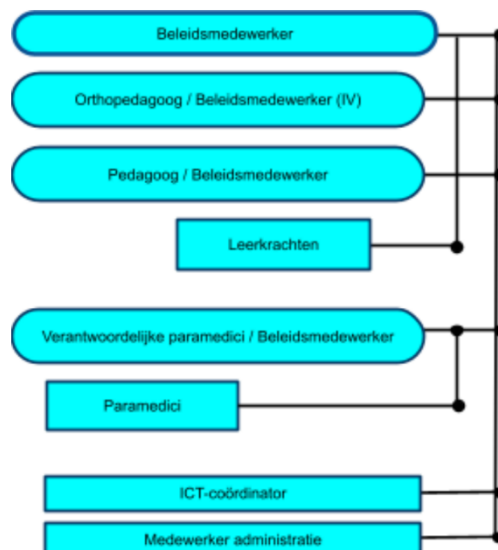 Beleidsmedewerker
Orthopedagoog / Beleidsmedewerker (IV)
Pedagoog / Beleidsmedewerker
Leerkrachten
Verantwoordelijke paramedici / Beleidsmedewerker
Paramedici
ICT-coördinator
Medewerker administratie